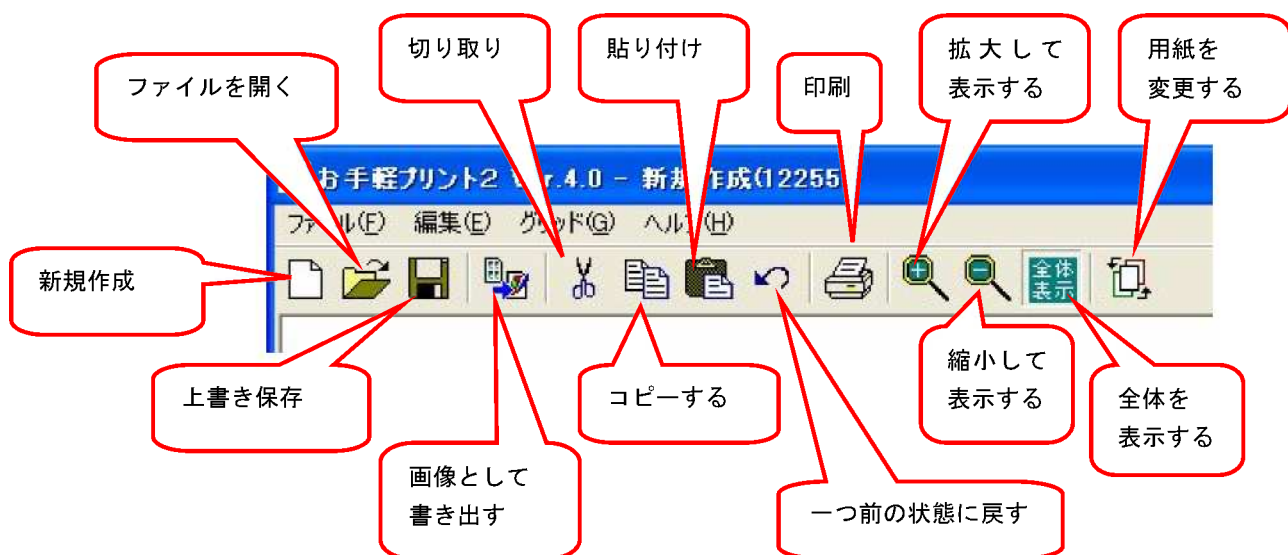 切り取り
貼り付け
拡大して
表示する
用紙を
変更する
ファイルを開く
印刷
お手軽プリント2 Ver.4.0 - 新規作成(12255
ファイル(F) 編集(E) グリッド(G) ヘルプ(H)
新規作成
全体
表示
上書き保存
コピーする
縮小して
表示する
全体を
表示する
画像として
書き出す
一つ前の状態に戻す